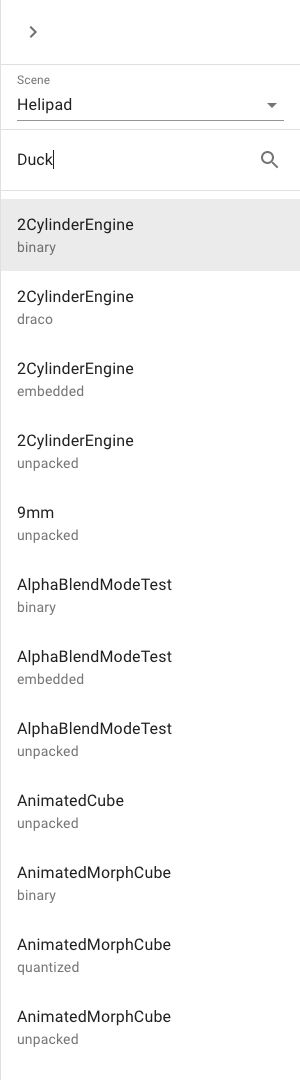 Scene
Helipad
Duck
2CylinderEngine
binary
2CylinderEngine
draco
2CylinderEngine
embedded
2CylinderEngine
unpacked
9mm
unpacked
AlphaBlendModeTest
binary
AlphaBlendModeTest
embedded
AlphaBlendModeTest
unpacked
AnimatedCube
unpacked
AnimatedMorphCube
binary
AnimatedMorphCube
quantized
AnimatedMorphCube
unpacked